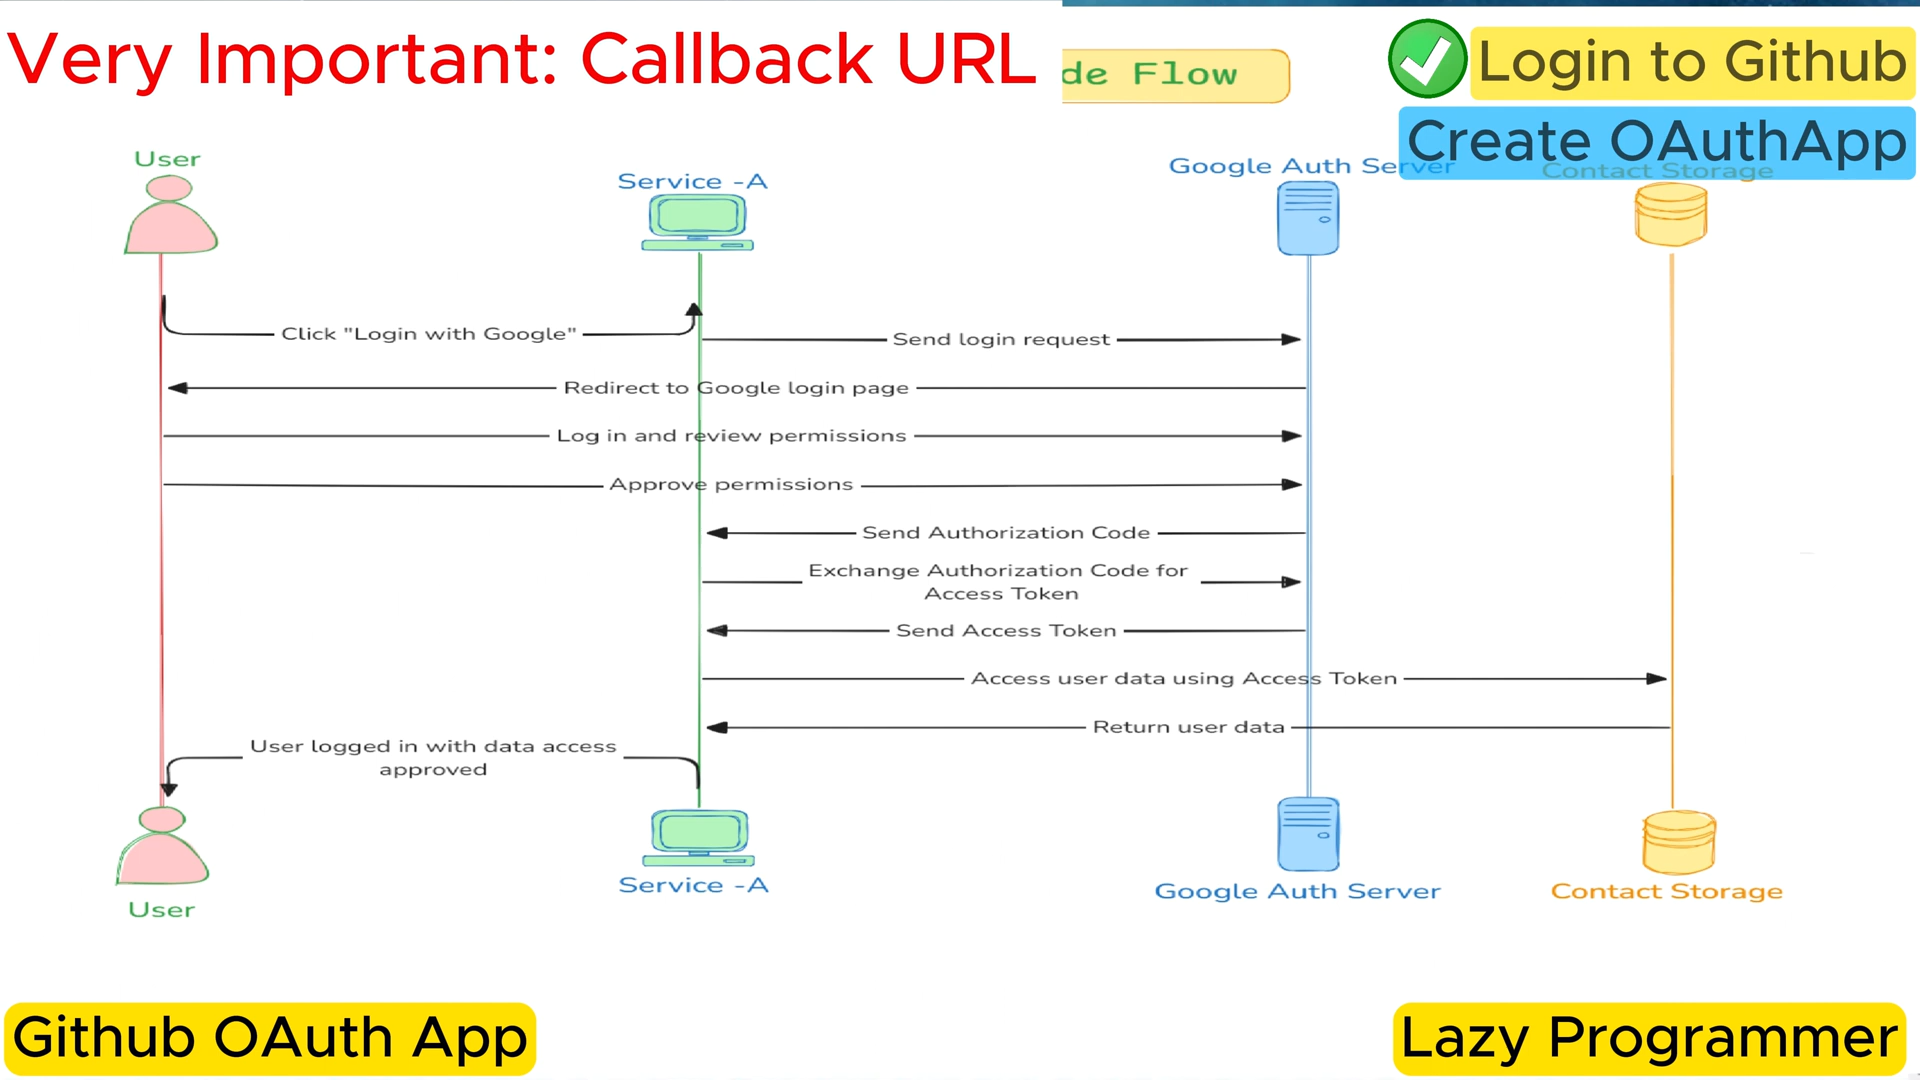 Very Important: Callback URL
de Flow
Login to Github
Create OAuthApp
User
Service -A
Google Auth Server
Contact Storage
Click "Login with Google"
Send login request
Redirect to Google login page
Log in and review permissions
Approve permissions
Send Authorization Code
Exchange Authorization Code for
Access Token
Send Access Token
Access user data using Access Token
Return user data
User logged in with data access
approved
User
Service -A
Google Auth Server
Contact Storage
Github OAuth App
Lazy Programmer